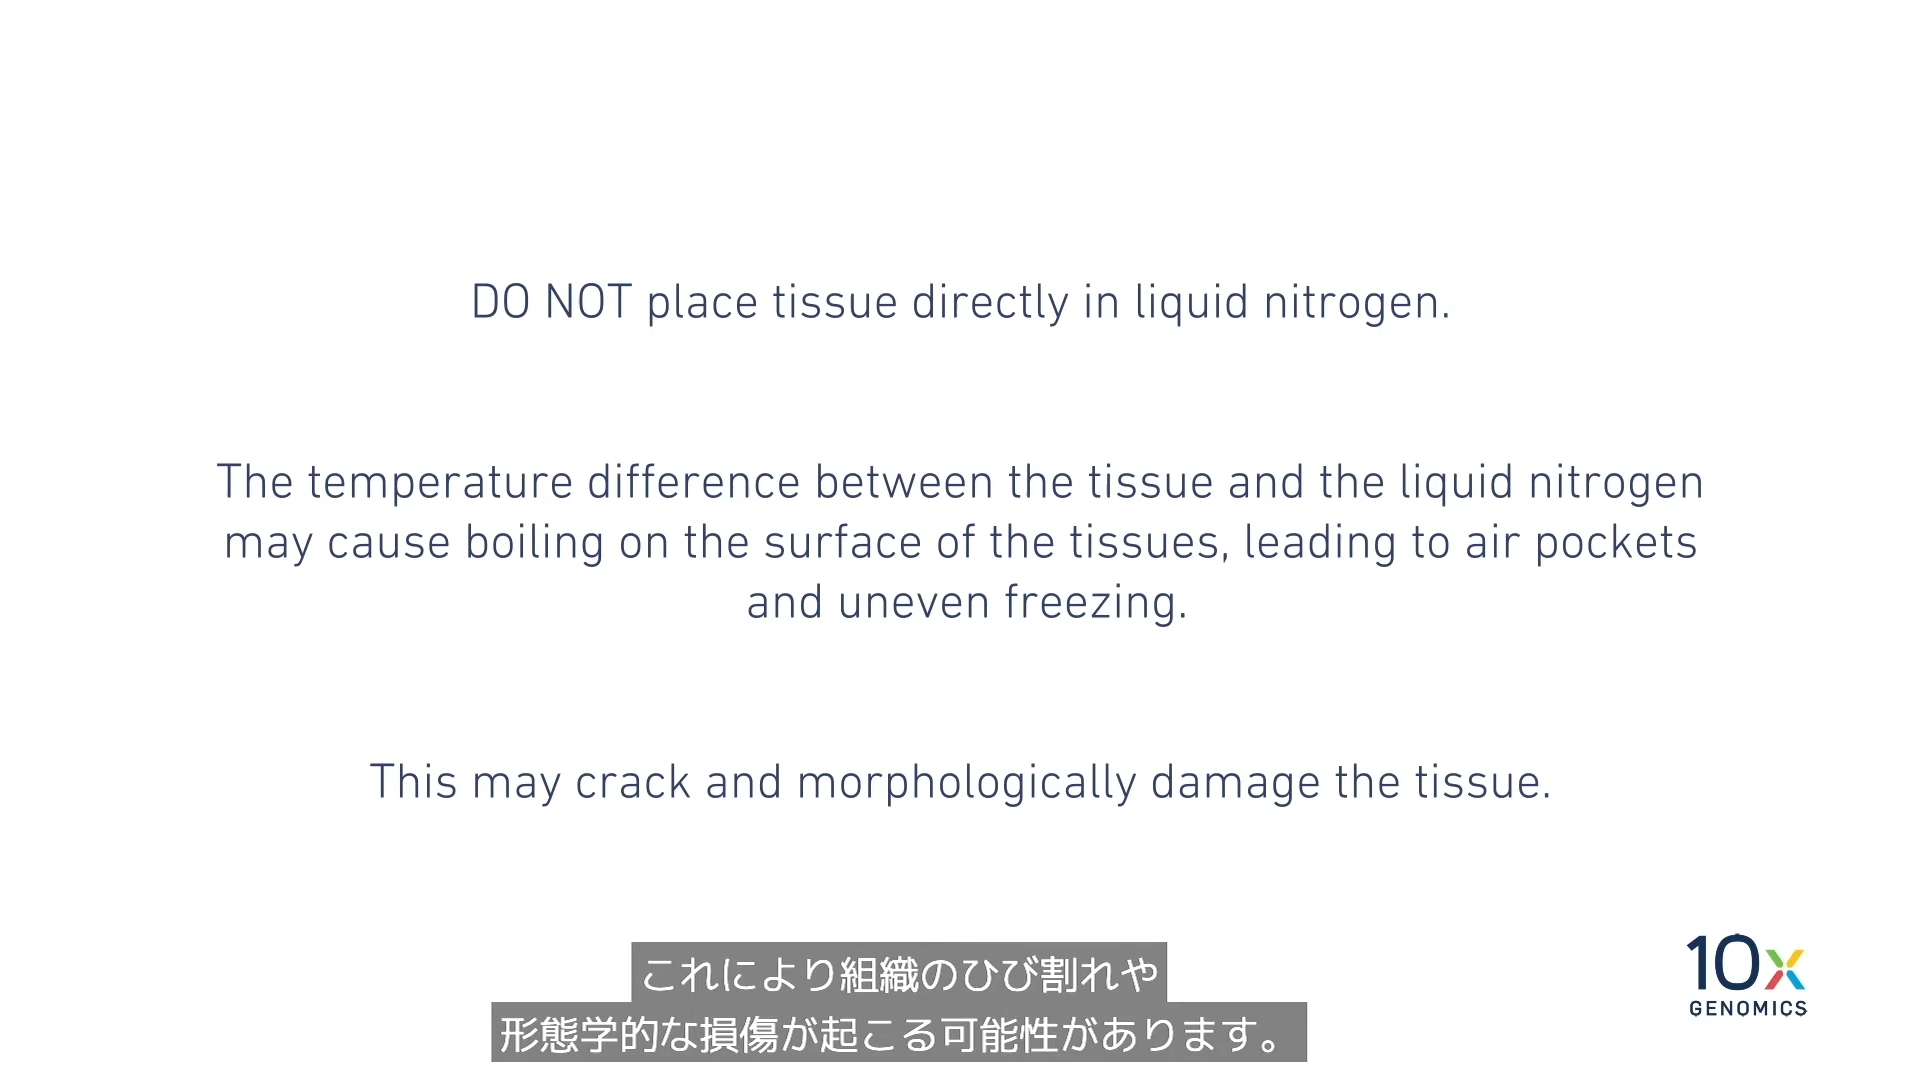 DO NOT place tissue directly in liquid nitrogen.
The temperature difference between the tissue and the liquid nitrogen
may cause boiling on the surface of the tissues, leading to air pockets
and uneven freezing.
This may crack and morphologically damage the tissue.
これにより組織のひび割れや
形態学的な損傷が起こる可能性があります。
10x
GENOMICS